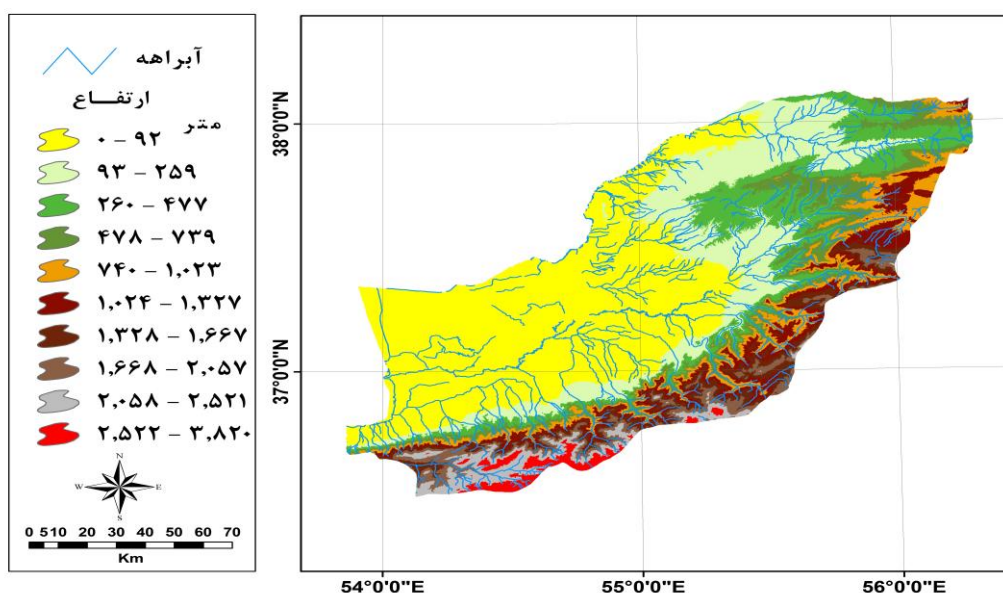 آبراهه
ارتفــاع
متر
۰ – ۹۲
۹۳ – ۲۵۹
۲۶۰ – ۴۷۷
۴۷۸ – ۷۳۹
۷۴۰ – ۱,۰۲۳
۱,۰۲۴ – ۱,۳۲۷
۱,۳۲۸ – ۱,۶۶۷
۱,۶۶۸ – ۲,۰۵۷
۲,۰۵۸ – ۲,۵۲۱
۲,۵۲۲ – ۳,۸۲۰
N
W E
S
0 5 10 20 30 40 50 60 70
Km
38°0'0"N
37°0'0"N
54°0'0"E 55°0'0"E 56°0'0"E